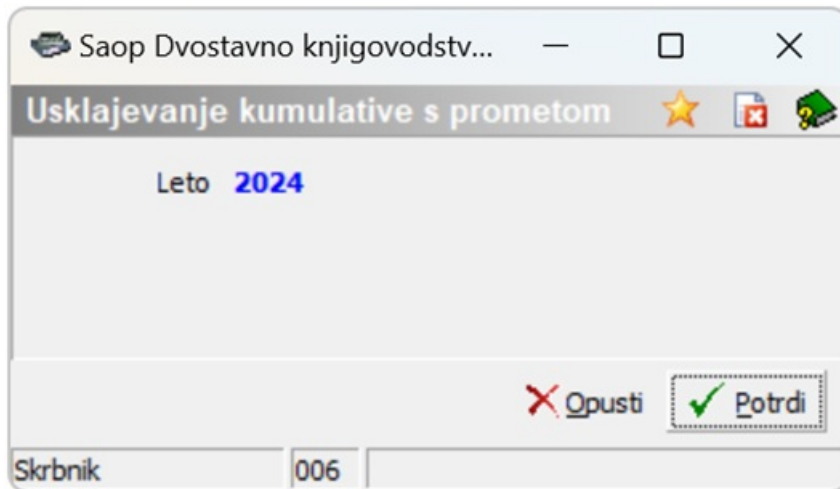 Saop Dvostavno knjigovodstv...
Usklajevanje kumulative s prometom
Leto 2024
Opusti Potrdi
Skrbnik 006